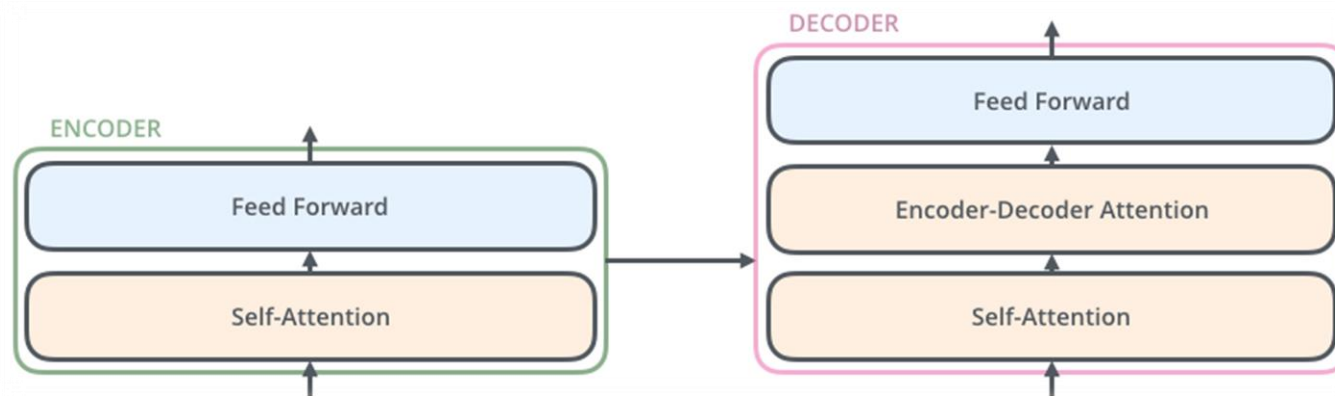 ENCODER
Feed Forward
Self-Attention
DECODER
Feed Forward
Encoder-Decoder Attention
Self-Attention